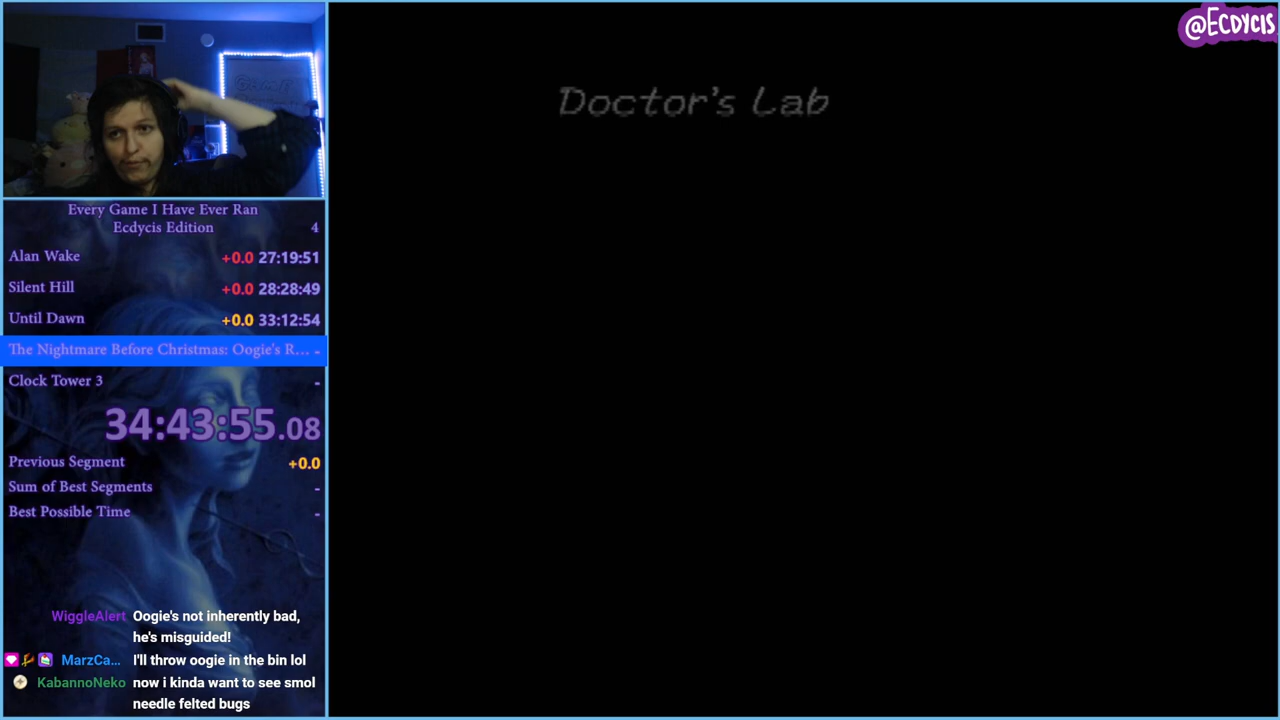 @ECDYCIS
Doctor's Lab
Every Game I Have Ever Ran
Ecdycis Edition 4
Alan Wake +0.0 27:19:51
Silent Hill +0.0 28:28:49
Until Dawn +0.0 33:12:54
The Nightmare Before Christmas: Oogie's R... -
Clock Tower 3 -
34:43:55.08
Previous Segment +0.0
Sum of Best Segments -
Best Possible Time -
WiggleAlert Oogie's not inherently bad,
he's misguided!
MarzCa... I'll throw oogie in the bin lol
KabannoNeko now i kinda want to see smol
needle felted bugs